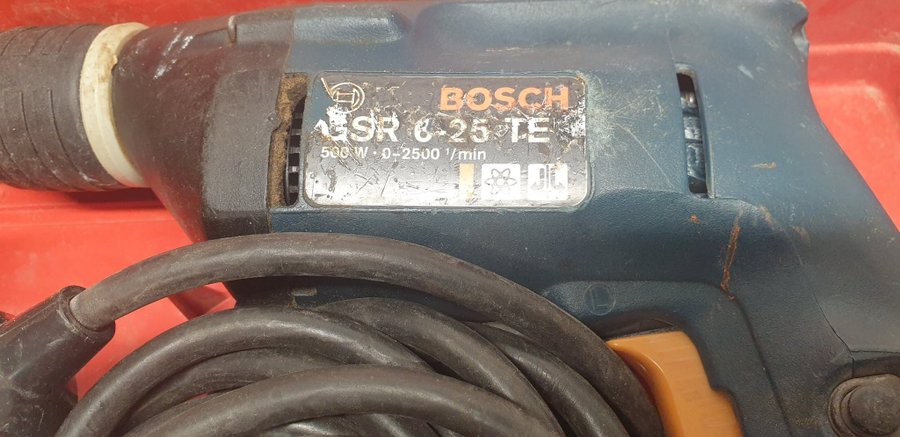 BOSCH
GSR 6-25 TE
500 W · 0-2500 ¹/min